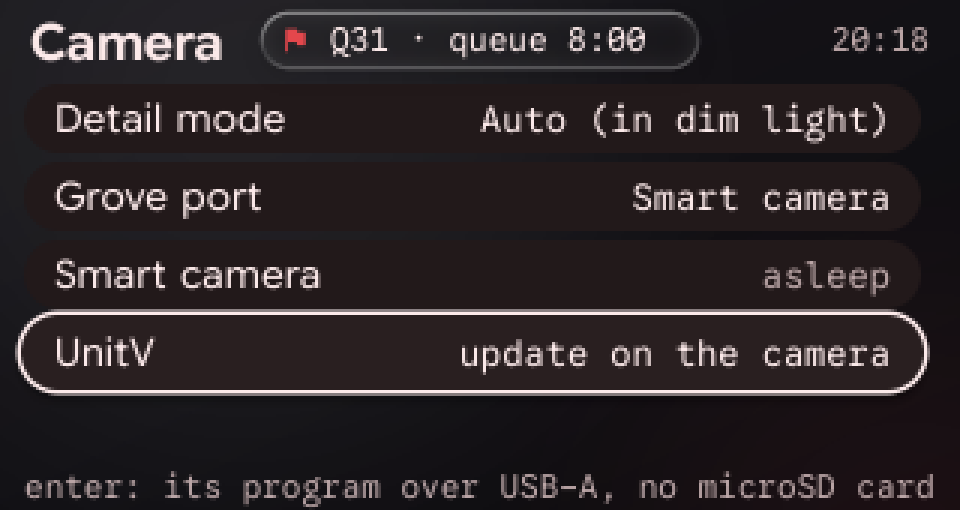 Camera
Q31 · queue 8:00
20:18
Detail mode Auto (in dim light)
Grove port Smart camera
Smart camera asleep
UnitV update on the camera
enter: its program over USB-A, no microSD card